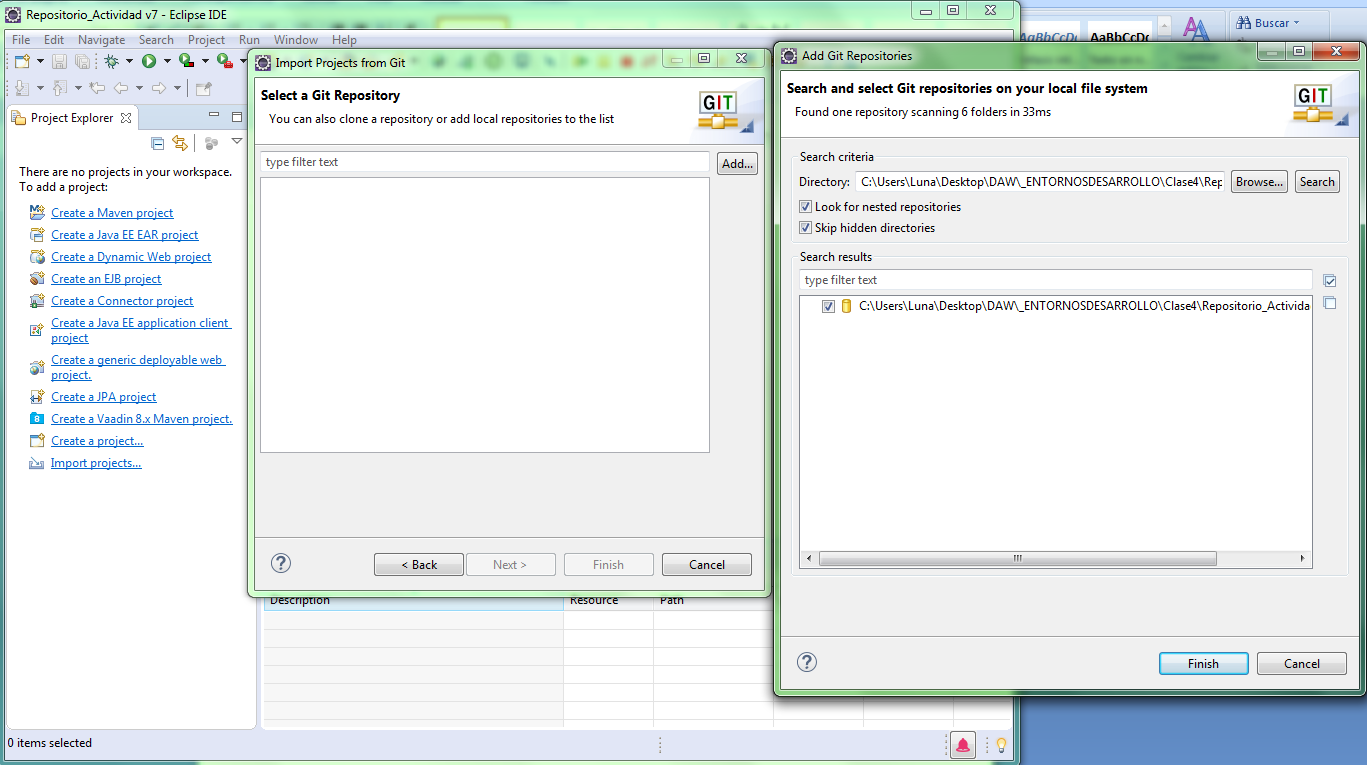 Repositorio_Actividad v7 - Eclipse IDE
File Edit Navigate Search Project Run Window Help
Project Explorer
There are no projects in your workspace.
To add a project:
Create a Maven project
Create a Java EE EAR project
Create a Dynamic Web project
Create an EJB project
Create a Connector project
Create a Java EE application client
project
Create a generic deployable web
project.
Create a JPA project
8
Create a Vaadin 8.x Maven project.
Create a project...
Import projects...
0 items selected
Import Projects from Git
Select a Git Repository
You can also clone a repository or add local repositories to the list
GIT
type filter text
Add...
?
< Back
Next >
Finish
Cancel
Description Resource Path
AaBbCcDc AaBbCcDc
Buscar
Add Git Repositories
Search and select Git repositories on your local file system
Found one repository scanning 6 folders in 33ms
GIT
Search criteria
Directory: C:\Users\Luna\Desktop\DAW\_ENTORNOSDESARROLLO\Clase4\Rep Browse... Search
Look for nested repositories
Skip hidden directories
Search results
type filter text
C:\Users\Luna\Desktop\DAW\_ENTORNOSDESARROLLO\Clase4\Repositorio_Activida
?
Finish
Cancel